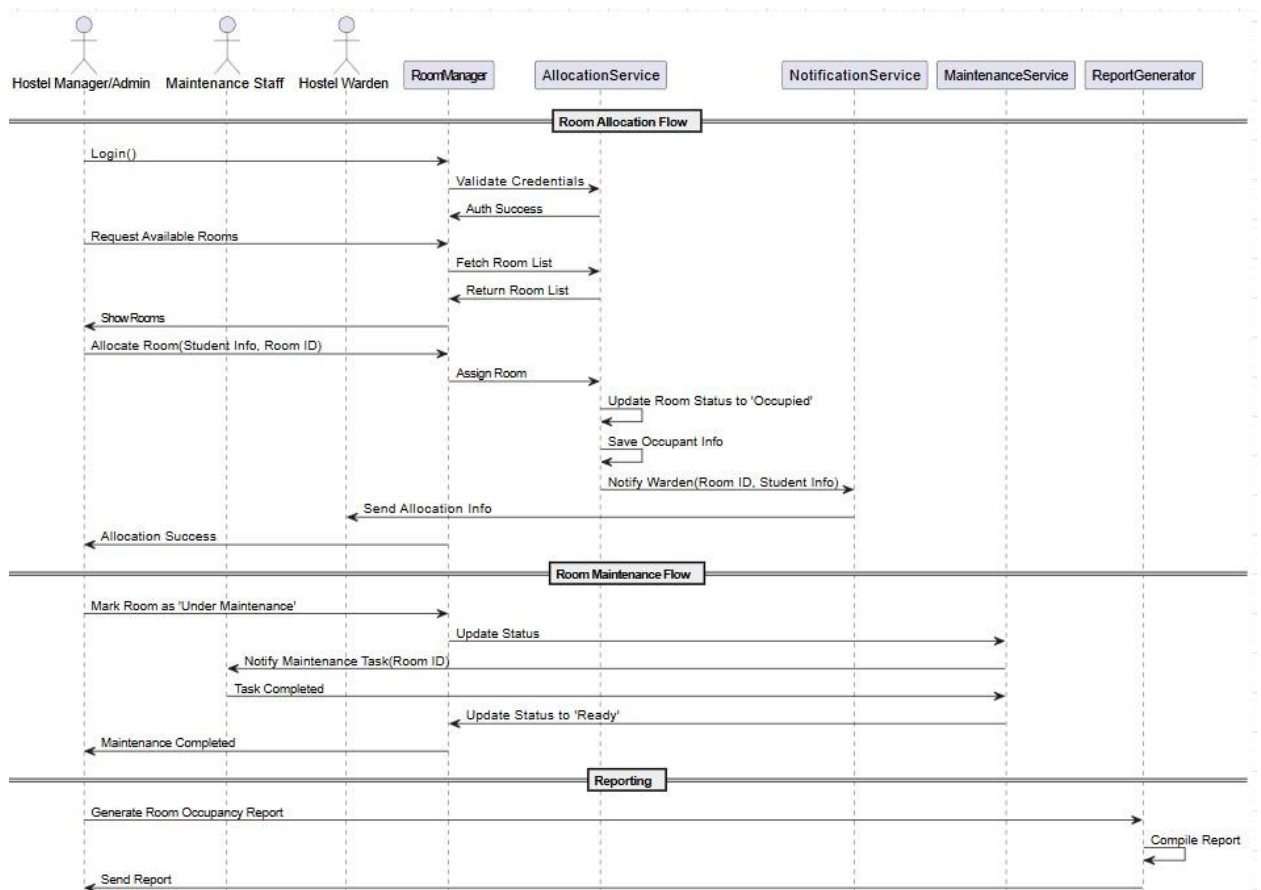 Hostel Manager/Admin
Maintenance Staff
Hostel Warden
RoomManager
AllocationService
NotificationService
MaintenanceService
ReportGenerator
Room Allocation Flow
Login()
Validate Credentials
Auth Success
Request Available Rooms
Fetch Room List
Return Room List
Show Rooms
Allocate Room(Student Info, Room ID)
Assign Room
Update Room Status to 'Occupied'
Save Occupant Info
Notify Warden(Room ID, Student Info)
Send Allocation Info
Allocation Success
Room Maintenance Flow
Mark Room as 'Under Maintenance'
Update Status
Notify Maintenance Task(Room ID)
Task Completed
Update Status to 'Ready'
Maintenance Completed
Reporting
Generate Room Occupancy Report
Compile Report
Send Report